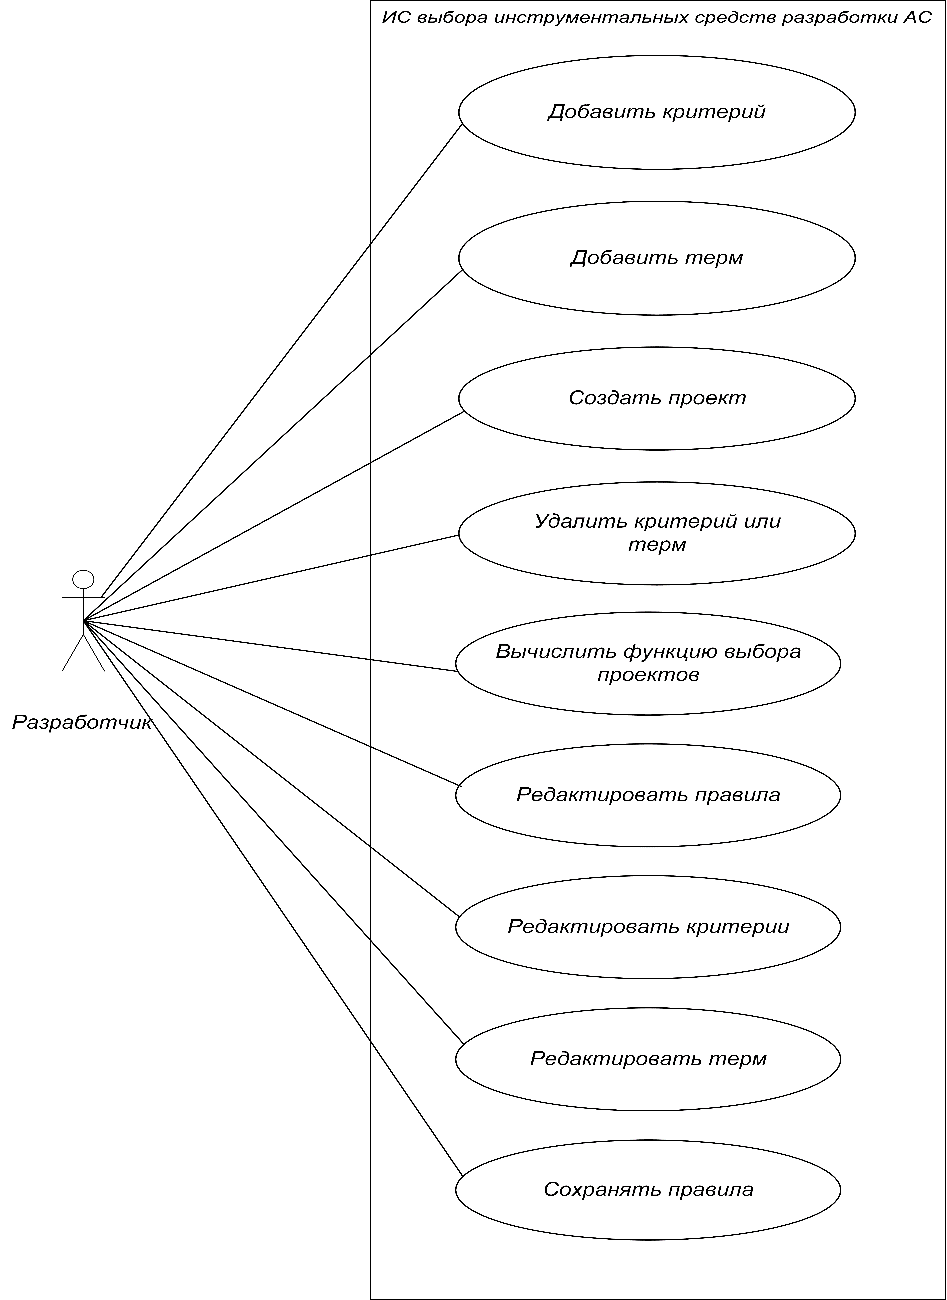 ИС выбора инструментальных средств разработки АС
Добавить критерий
Добавить терм
Создать проект
Удалить критерий или
терм
Вычислить функцию выбора
проектов
Разработчик
Редактировать правила
Редактировать критерии
Редактировать терм
Сохранять правила